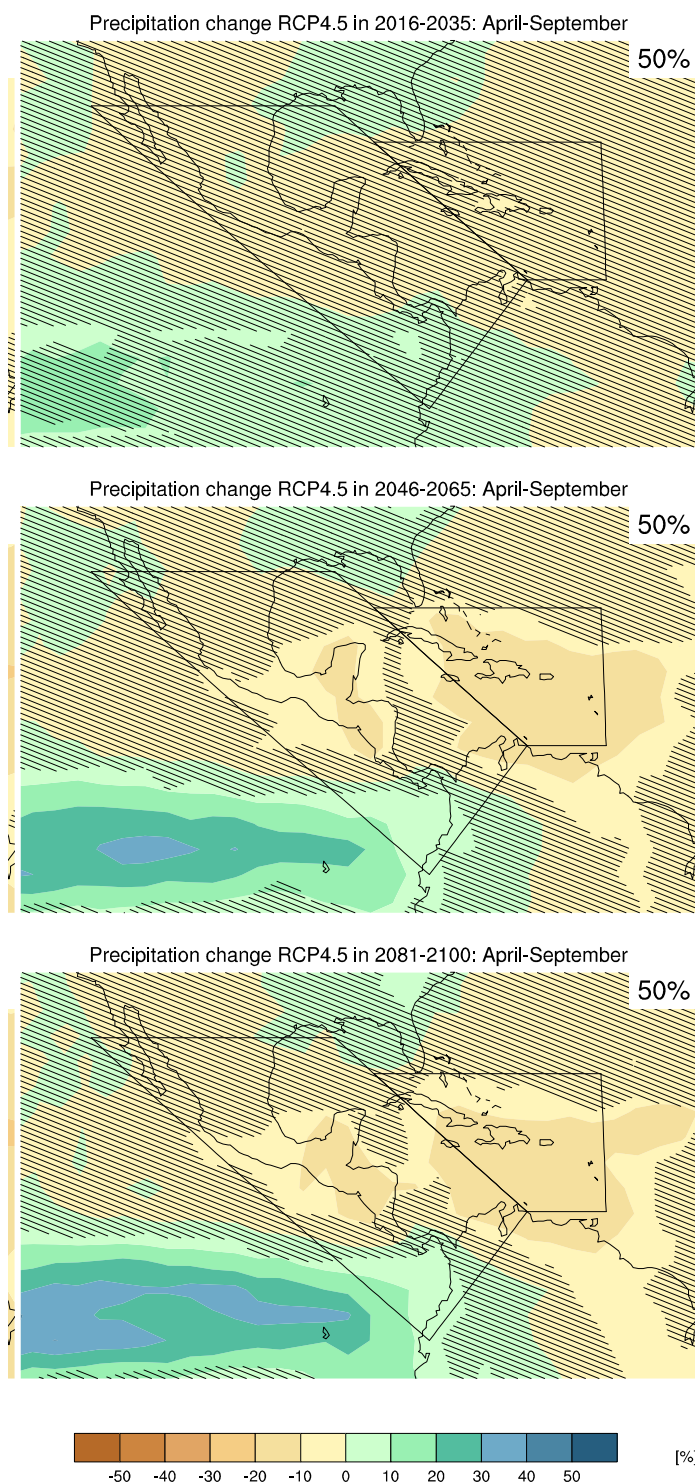 Precipitation change RCP4.5 in 2016-2035: April-September
50%
Precipitation change RCP4.5 in 2046-2065: April-September
50%
Precipitation change RCP4.5 in 2081-2100: April-September
50%
-50 -40 -30 -20 -10 0 10 20 30 40 50 [%]